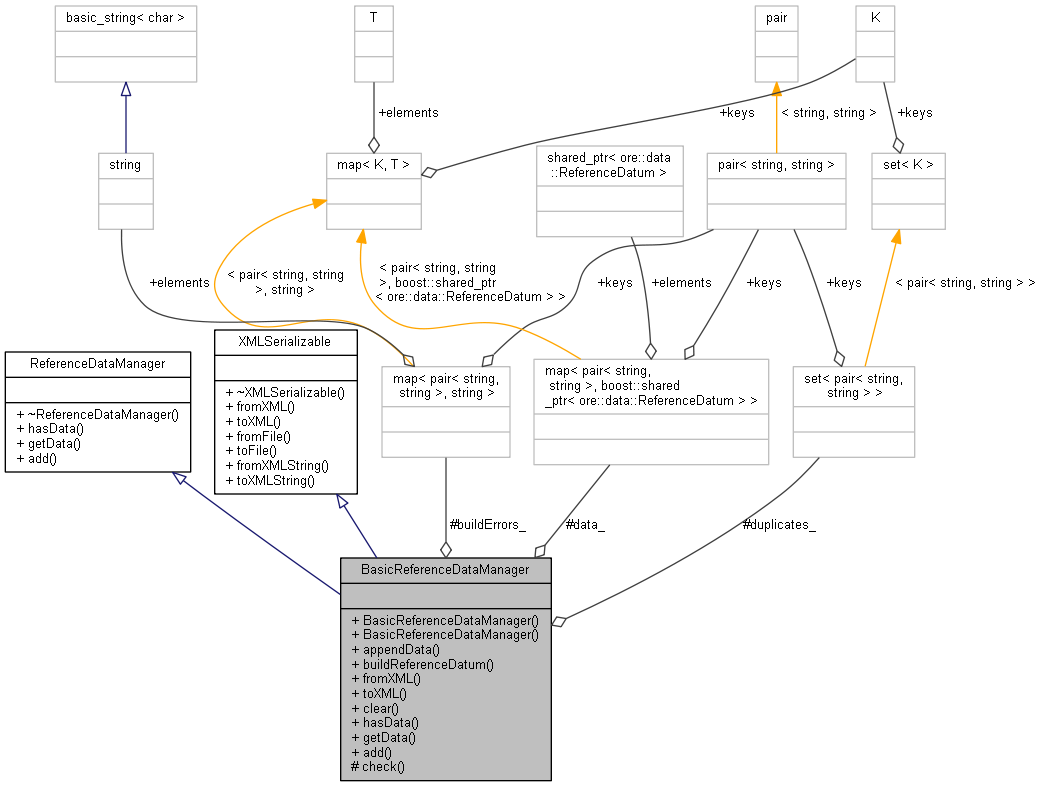 basic_string< char >
T
pair
K
+elements
+keys
< string, string >
+keys
string
map< K, T >
shared_ptr< ore::data
::ReferenceDatum >
pair< string, string >
set< K >
+elements
< pair< string, string
>, string >
< pair< string, string
>, boost::shared_ptr
< ore::data::ReferenceDatum > >
+keys
+elements
+keys
+keys
< pair< string, string > >
ReferenceDataManager
+ ~ReferenceDataManager()
+ hasData()
+ getData()
+ add()
XMLSerializable
+ ~XMLSerializable()
+ fromXML()
+ toXML()
+ fromFile()
+ toFile()
+ fromXMLString()
+ toXMLString()
map< pair< string,
string >, string >
map< pair< string,
string >, boost::shared
_ptr< ore::data::ReferenceDatum > >
set< pair< string,
string > >
#buildErrors_
#data_
#duplicates_
BasicReferenceDataManager
+ BasicReferenceDataManager()
+ BasicReferenceDataManager()
+ appendData()
+ buildReferenceDatum()
+ fromXML()
+ toXML()
+ clear()
+ hasData()
+ getData()
+ add()
# check()